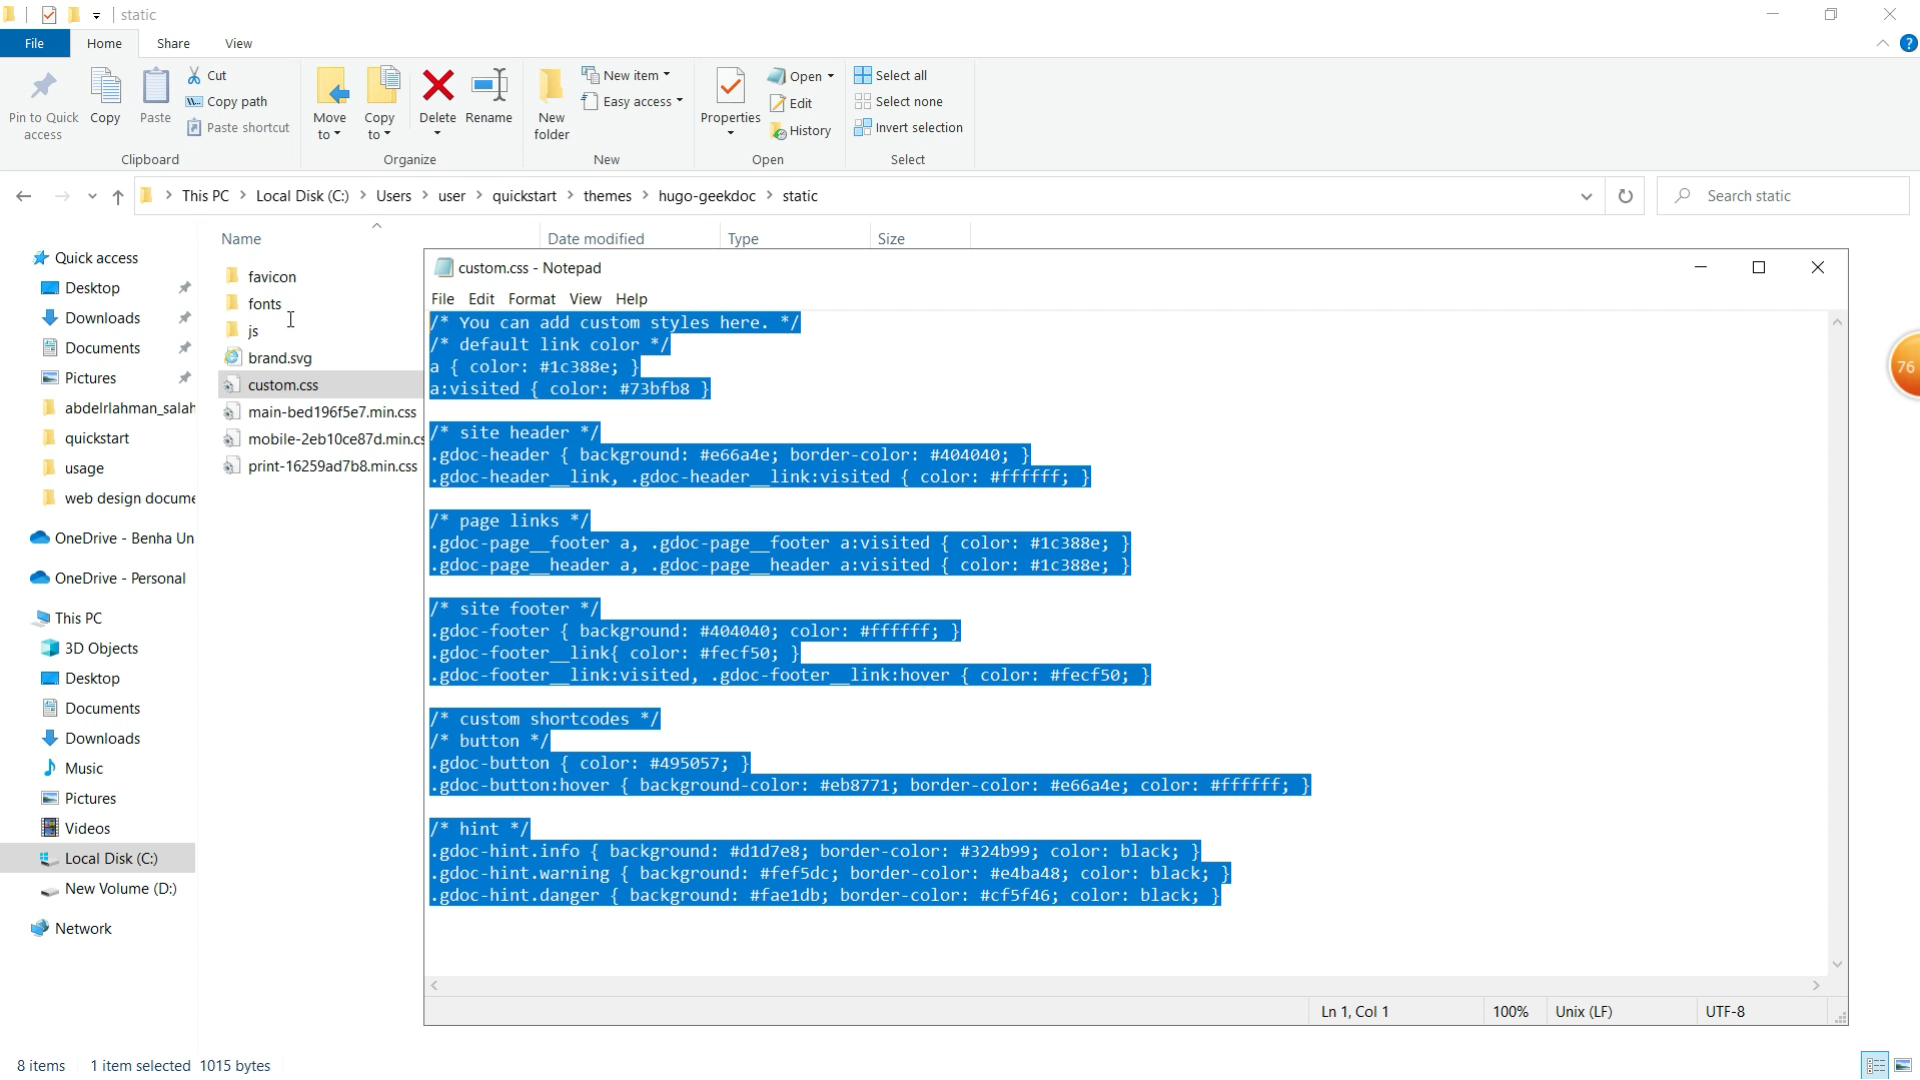 static
File
Home
Share
View
Pin to Quick access
Copy
Paste
Cut
Copy path
Paste shortcut
Clipboard
Move to
Copy to
Delete
Rename
Organize
New folder
New item
Easy access
New
Properties
Open
Edit
History
Open
Select all
Select none
Invert selection
Select
This PC
Local Disk (C:)
Users
user
quickstart
themes
hugo-geekdoc
static
Search static
Name
Date modified
Type
Size
Quick access
Desktop
Downloads
Documents
Pictures
abdelrlahman_salah
quickstart
usage
web design docume
OneDrive - Benha Un
OneDrive - Personal
This PC
3D Objects
Desktop
Documents
Downloads
Music
Pictures
Videos
Local Disk (C:)
New Volume (D:)
Network
favicon
fonts
js
brand.svg
custom.css
main-bed196f5e7.min.css
mobile-2eb10ce87d.min.cs
print-16259ad7b8.min.css
custom.css - Notepad
File Edit Format View Help
/* You can add custom styles here. */
/* default link color */
a { color: #1c388e; }
a:visited { color: #73bfb8 }
/* site header */
.gdoc-header { background: #e66a4e; border-color: #404040; }
.gdoc-header__link, .gdoc-header__link:visited { color: #ffffff; }
/* page links */
.gdoc-page__footer a, .gdoc-page__footer a:visited { color: #1c388e; }
.gdoc-page__header a, .gdoc-page__header a:visited { color: #1c388e; }
/* site footer */
.gdoc-footer { background: #404040; color: #ffffff; }
.gdoc-footer__link{ color: #fecf50; }
.gdoc-footer__link:visited, .gdoc-footer__link:hover { color: #fecf50; }
/* custom shortcodes */
/* button */
.gdoc-button { color: #495057; }
.gdoc-button:hover { background-color: #eb8771; border-color: #e66a4e; color: #ffffff; }
/* hint */
.gdoc-hint.info { background: #d1d7e8; border-color: #324b99; color: black; }
.gdoc-hint.warning { background: #fef5dc; border-color: #e4ba48; color: black; }
.gdoc-hint.danger { background: #fae1db; border-color: #cf5f46; color: black; }
Ln 1, Col 1
100%
Unix (LF)
UTF-8
76
8 items
1 item selected 1015 bytes